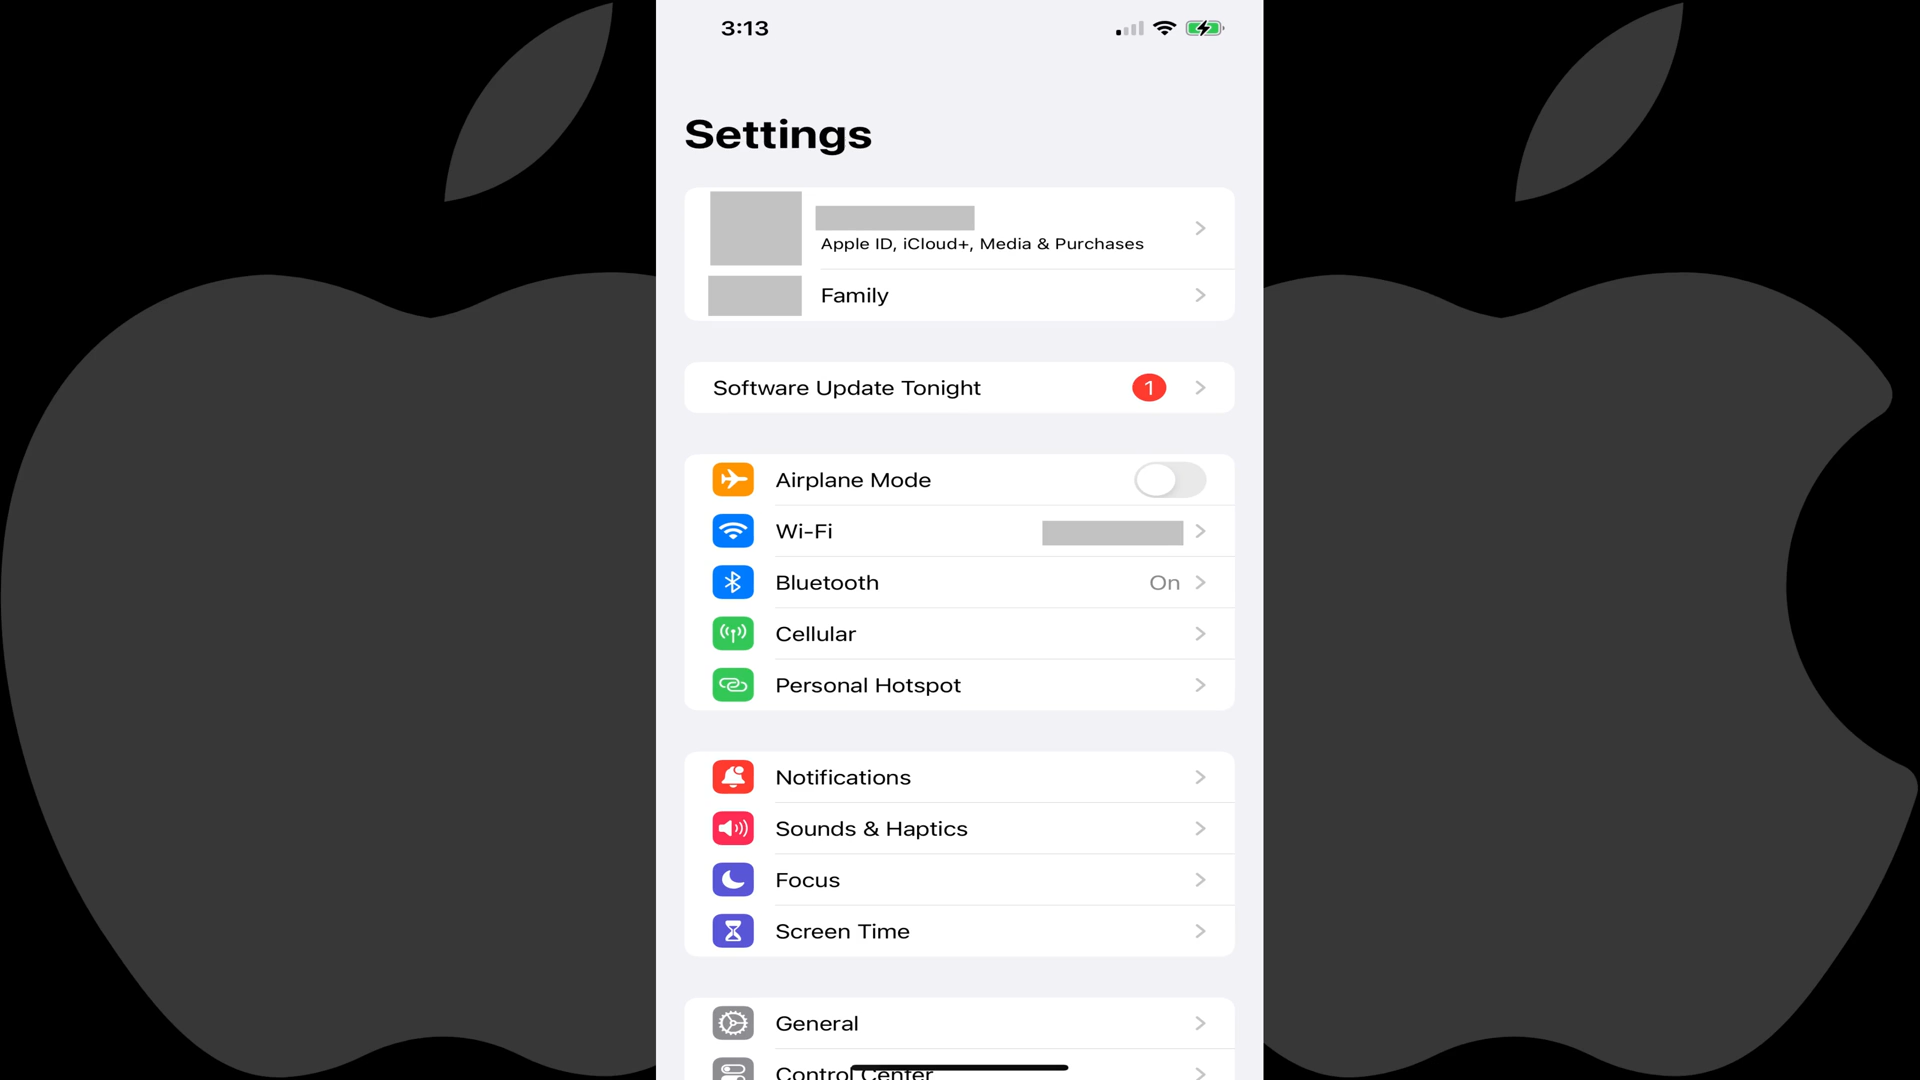 3:13
Settings
Apple ID, iCloud+, Media & Purchases
Family
Software Update Tonight 1
Airplane Mode
Wi-Fi
Bluetooth On
Cellular
Personal Hotspot
Notifications
Sounds & Haptics
Focus
Screen Time
General
Control Center